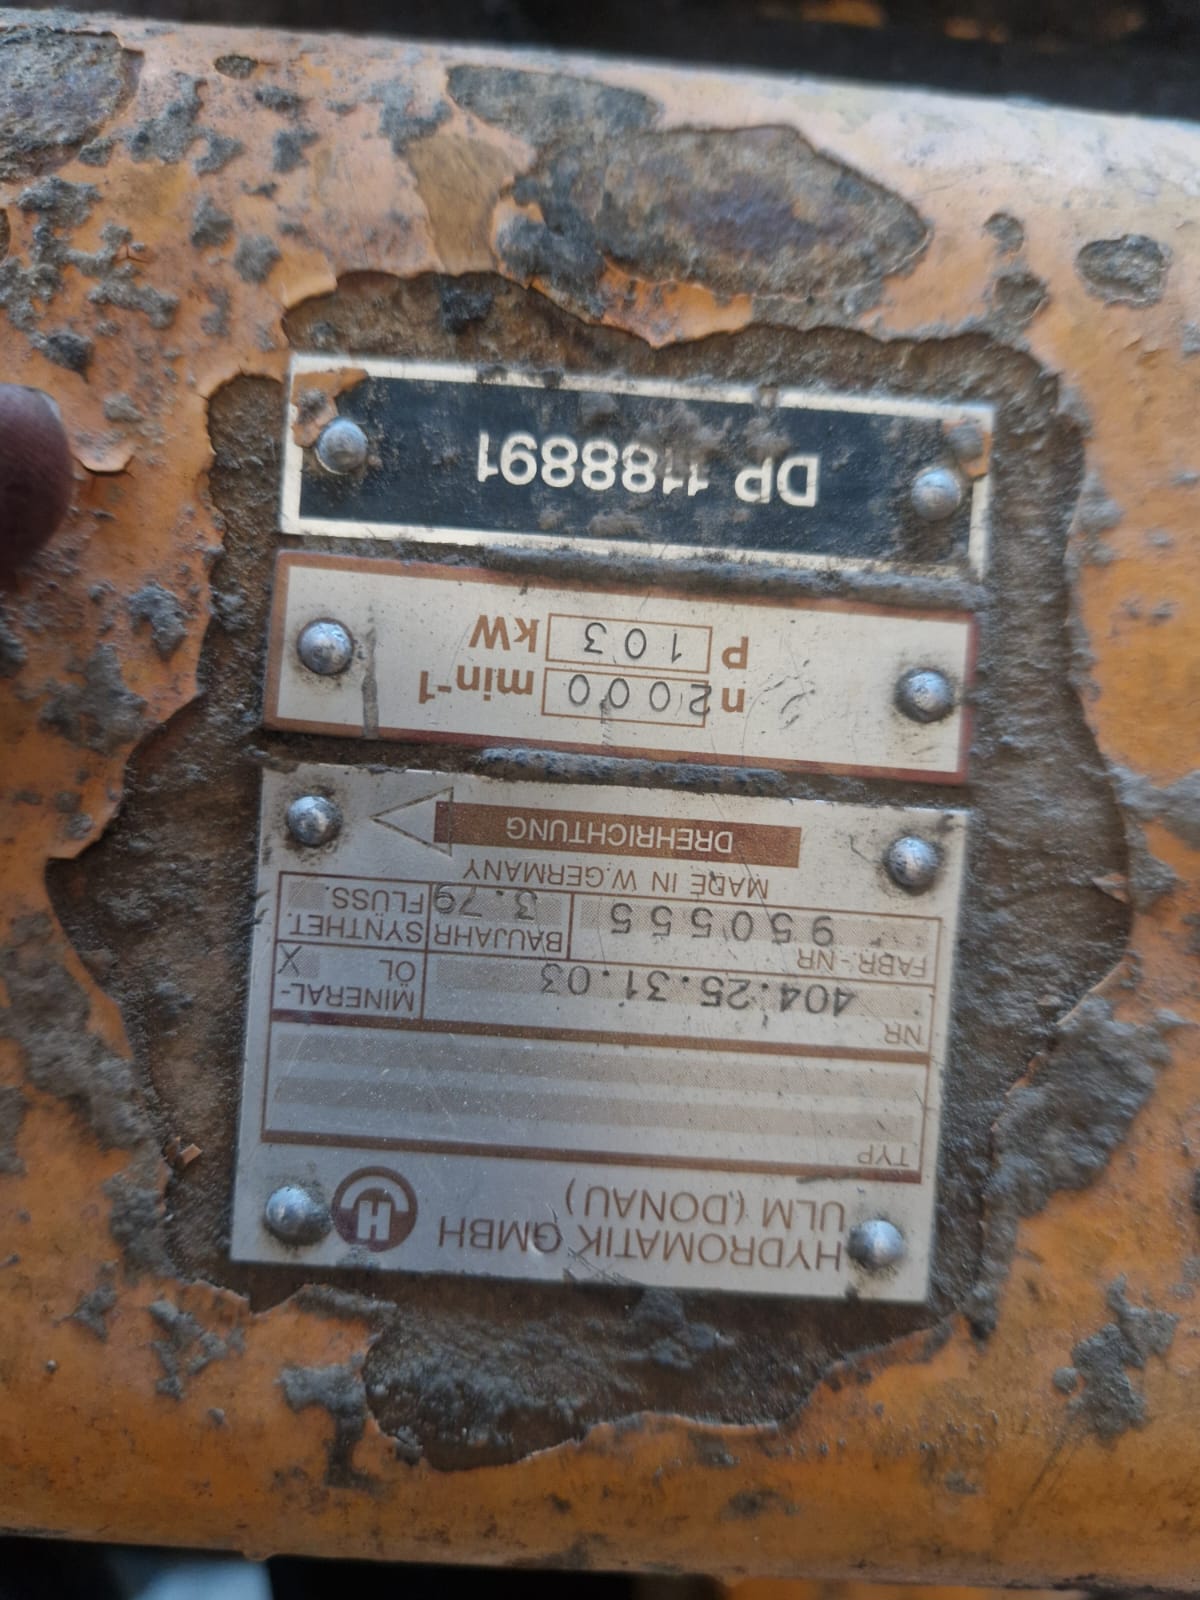 HYDROMATIK GMBH
ULM (DONAU)
H
TYP
NR 404.25.31.03 MINERAL-ÖL X
FABR.-NR 950555 BAUJAHR 3.79 SYNTHET. FLÜSS.
MADE IN W.GERMANY
DREHRICHTUNG
n 2000 min-1
P 103 kW
DP 1188891